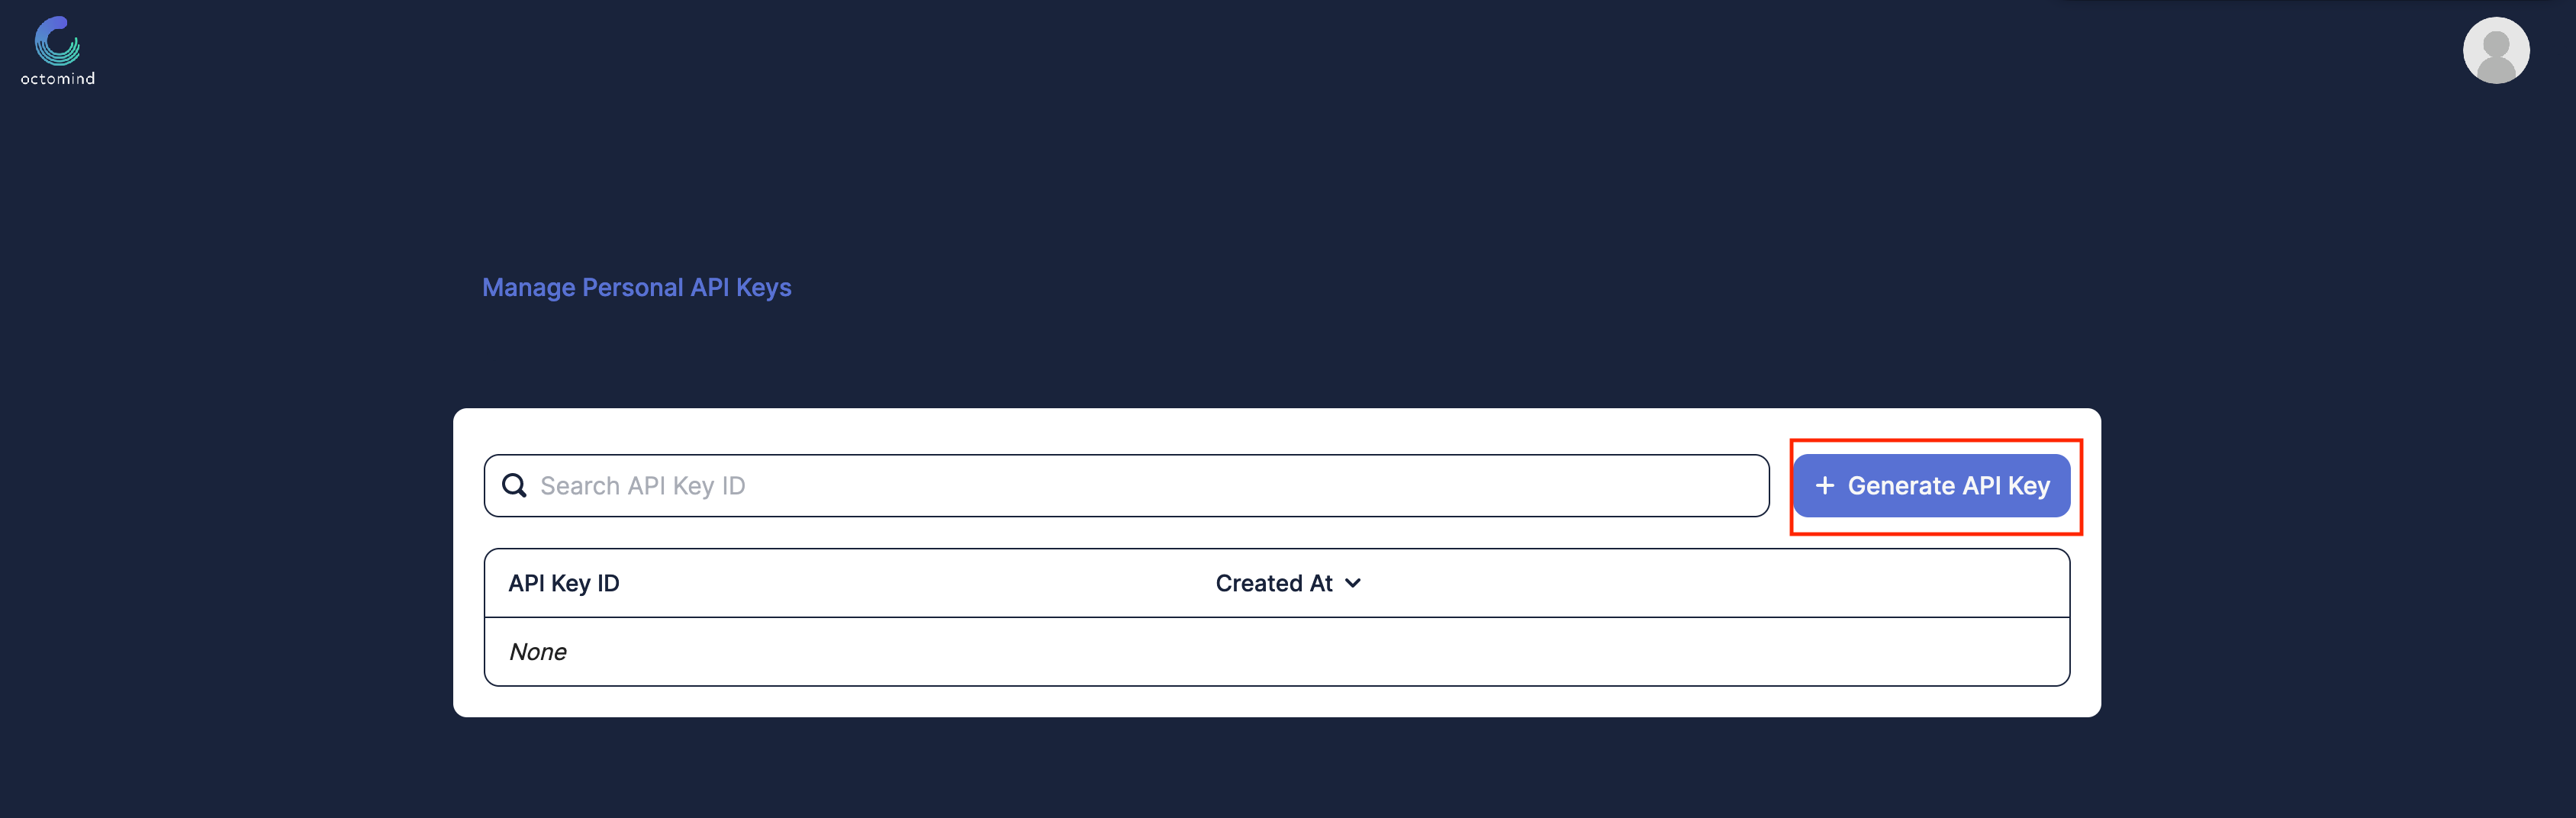 octomind
Manage Personal API Keys
Search API Key ID
+ Generate API Key
API Key ID Created At
None